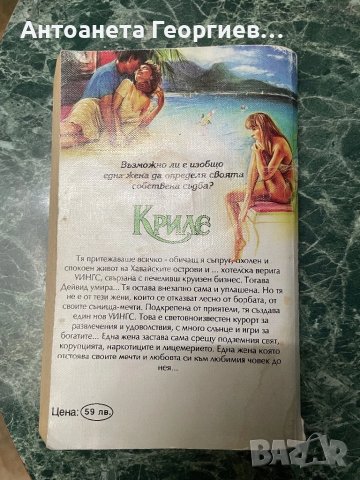 Антоанета Георгиев...
Възможно ли е изобщо
една жена да определя своята
собствена съдба?
КРИЛЕ
Тя притежаваше всичко - обичащ я съпруг, охолен и
спокоен живот на Хавайските острови и ... хотелска верига
УИНГС, свързана с печеливш круизен бизнес. Тогава
Дейвид умира... Тя остава внезапно сама и уплашена. Но тя
не е от тези жени, които се отказват лесно от борбата, от
своите сънища-мечти. Подкрепена от приятели, тя създава
един нов УИНГС. Това е световноизвестен курорт за
развлечения и удоволствия, с много слънце и игри за
богатите... Една жена застава сама срещу подземния свят,
корупцията, наркотиците и лицемерието. Една жена която
отстоява своите мечти и любовта си към любимия човек до
нея...
Цена: 59 лв.
BAZAR